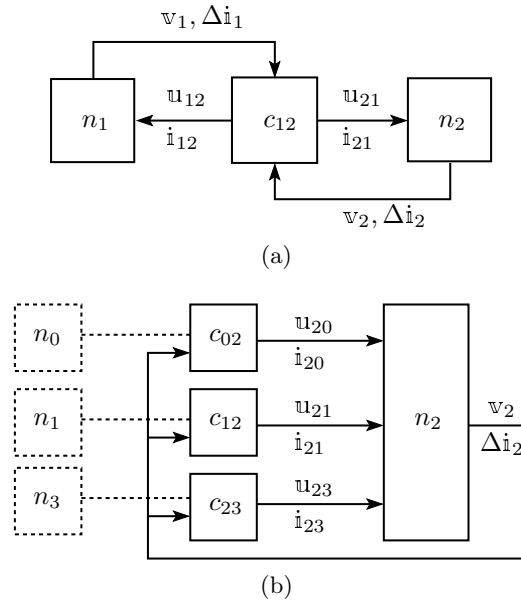 𝕧₁, Δ𝕚₁
n₁
𝕦₁₂
𝕚₁₂
c₁₂
𝕦₂₁
𝕚₂₁
n₂
𝕧₂, Δ𝕚₂
(a)
n₀
c₀₂
𝕦₂₀
𝕚₂₀
n₁
c₁₂
𝕦₂₁
𝕚₂₁
n₂
𝕧₂
Δ𝕚₂
n₃
c₂₃
𝕦₂₃
𝕚₂₃
(b)